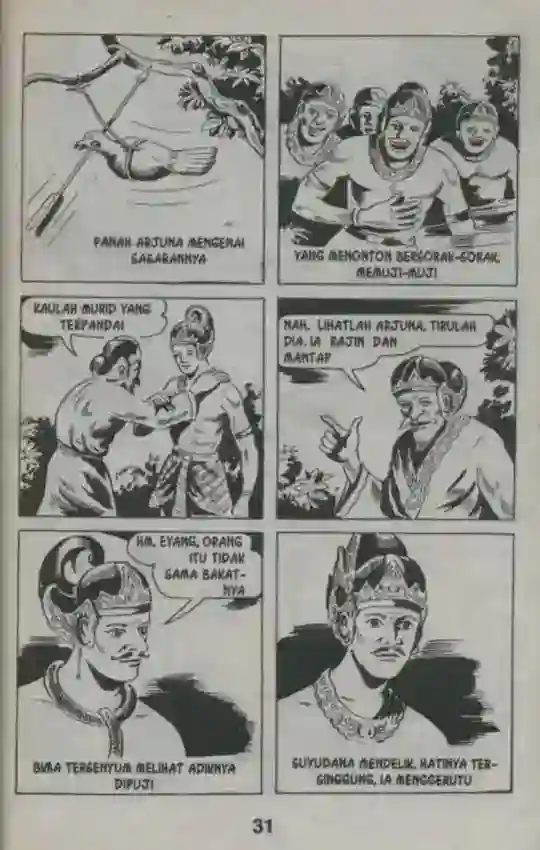 PANAH ARJUNA MENGENAI
SASARANNYA
YANG MENONTON BERSORAK-SORAK,
MEMUJI-MUJI
KAULAH MURID YANG
TERPANDAI
NAH, LIHATLAH ARJUNA, TIRULAH
DIA. IA RAJIN DAN
MANTAP
HM, EYANG, ORANG
ITU TIDAK
SAMA BAKAT-
NYA
BIMA TERSENYUM MELIHAT ADIKNYA
DIPUJI
SUYUDANA MENDELIK, HATINYA TER-
SINGGUNG, IA MENGGERUTU
31